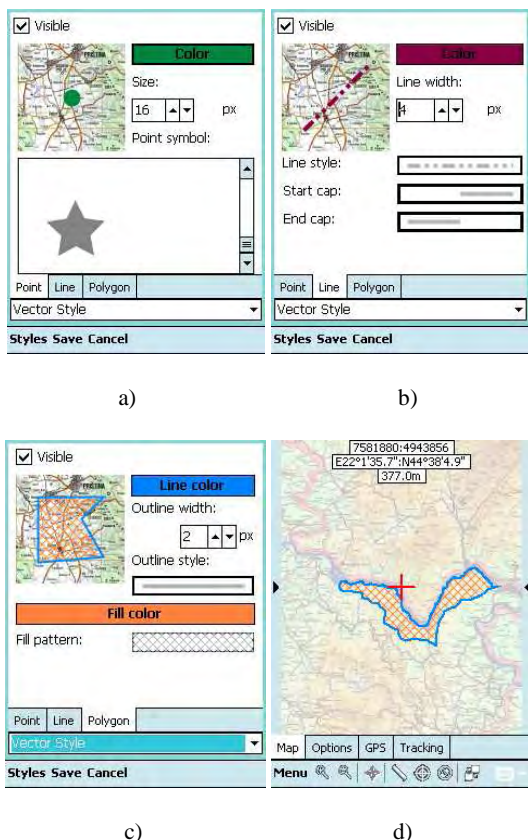 Visible
PRISTINA
Color
Size:
16 px
Point symbol:
Point Line Polygon
Vector Style
Styles Save Cancel
a)
Visible
Color
Line width:
4 px
Line style:
Start cap:
End cap:
Point Line Polygon
Vector Style
Styles Save Cancel
b)
Visible
Line color
Outline width:
2 px
Outline style:
Fill color
Fill pattern:
Point Line Polygon
Vector Style
Styles Save Cancel
c)
7581880:4943856
E22°1'35.7":N44°38'4.9"
377.0m
Map Options GPS Tracking
Menu
d)